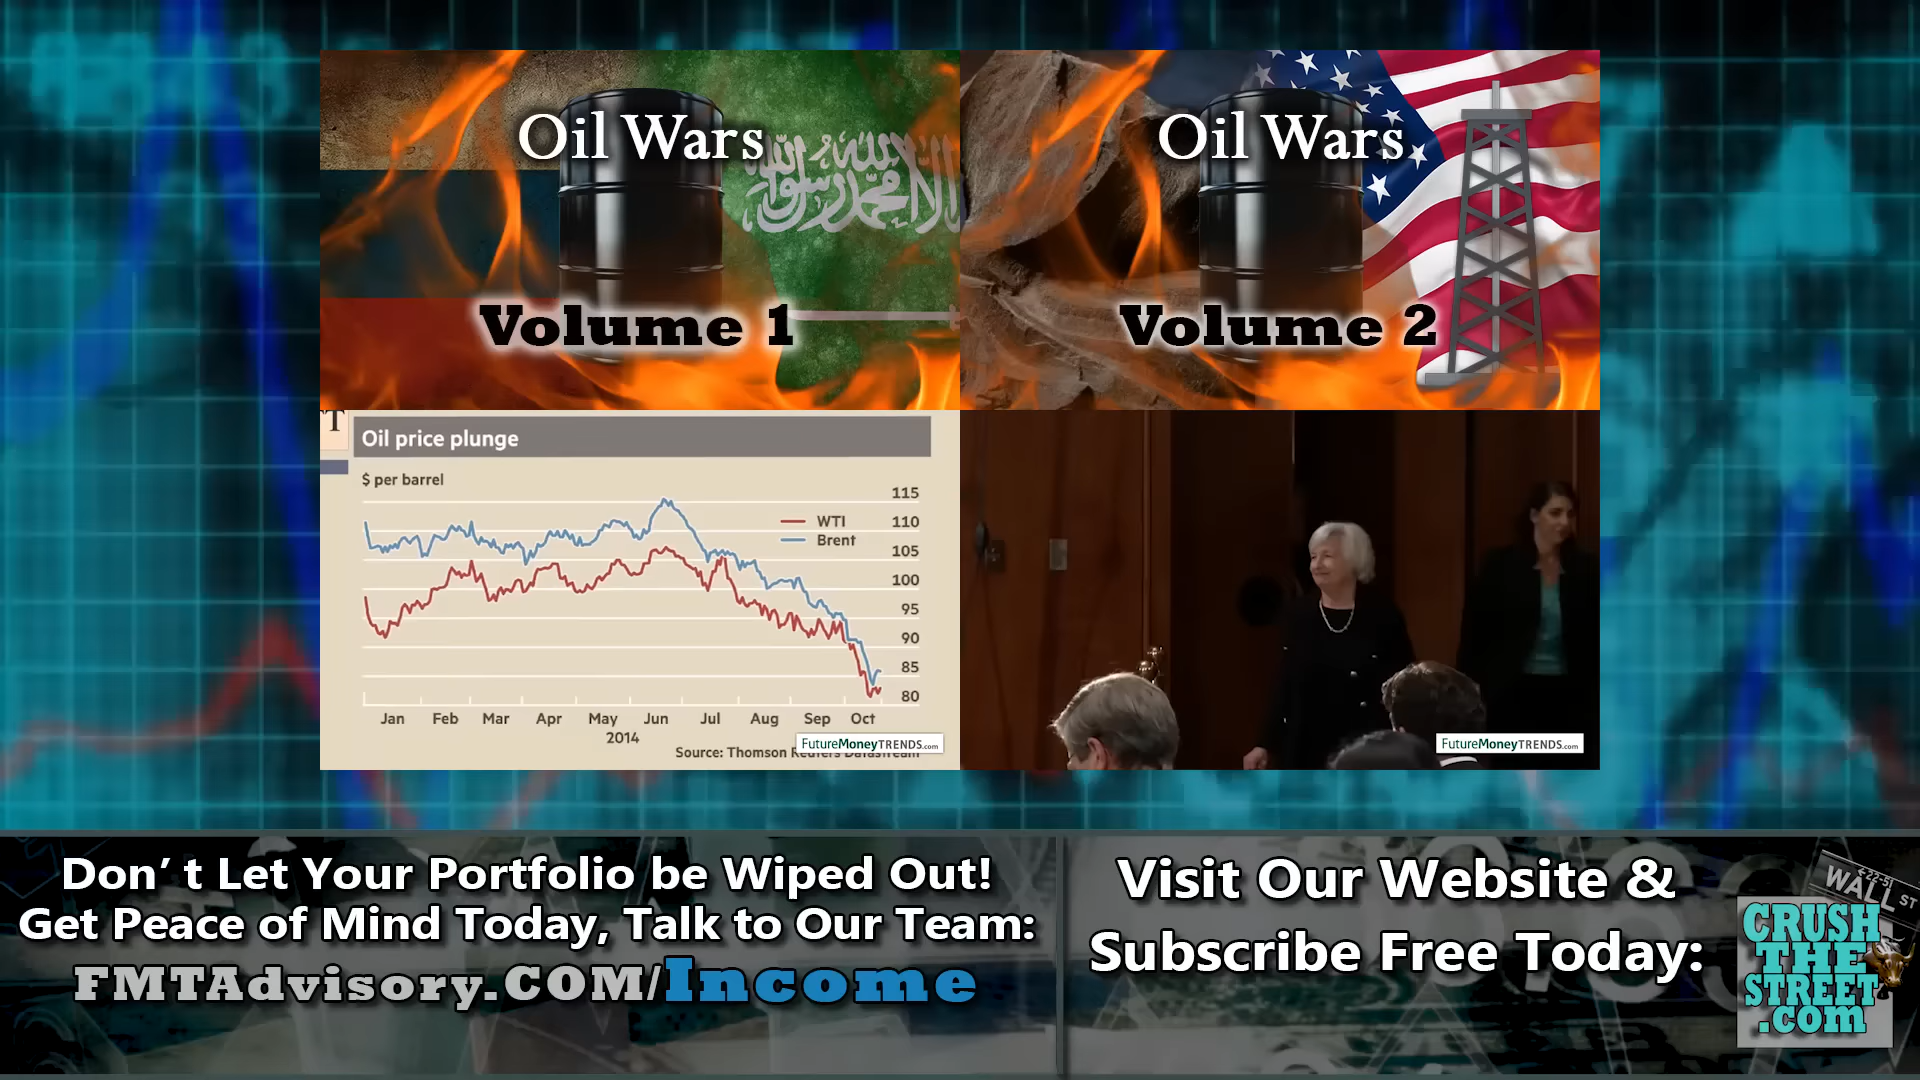 Oil Wars
Volume 1
Oil Wars
Volume 2
T
Oil price plunge
$ per barrel
115
110
105
100
95
90
85
80
WTI
Brent
Jan Feb Mar Apr May Jun Jul Aug Sep Oct
2014
Source: Thomson Reuters Datastream
FutureMoneyTRENDS.com
FutureMoneyTRENDS.com
Don' t Let Your Portfolio be Wiped Out!
Get Peace of Mind Today, Talk to Our Team:
FMTAdvisory.COM/Income
Visit Our Website &
Subscribe Free Today:
WALL ST
CRUSH
THE
STREET
.com